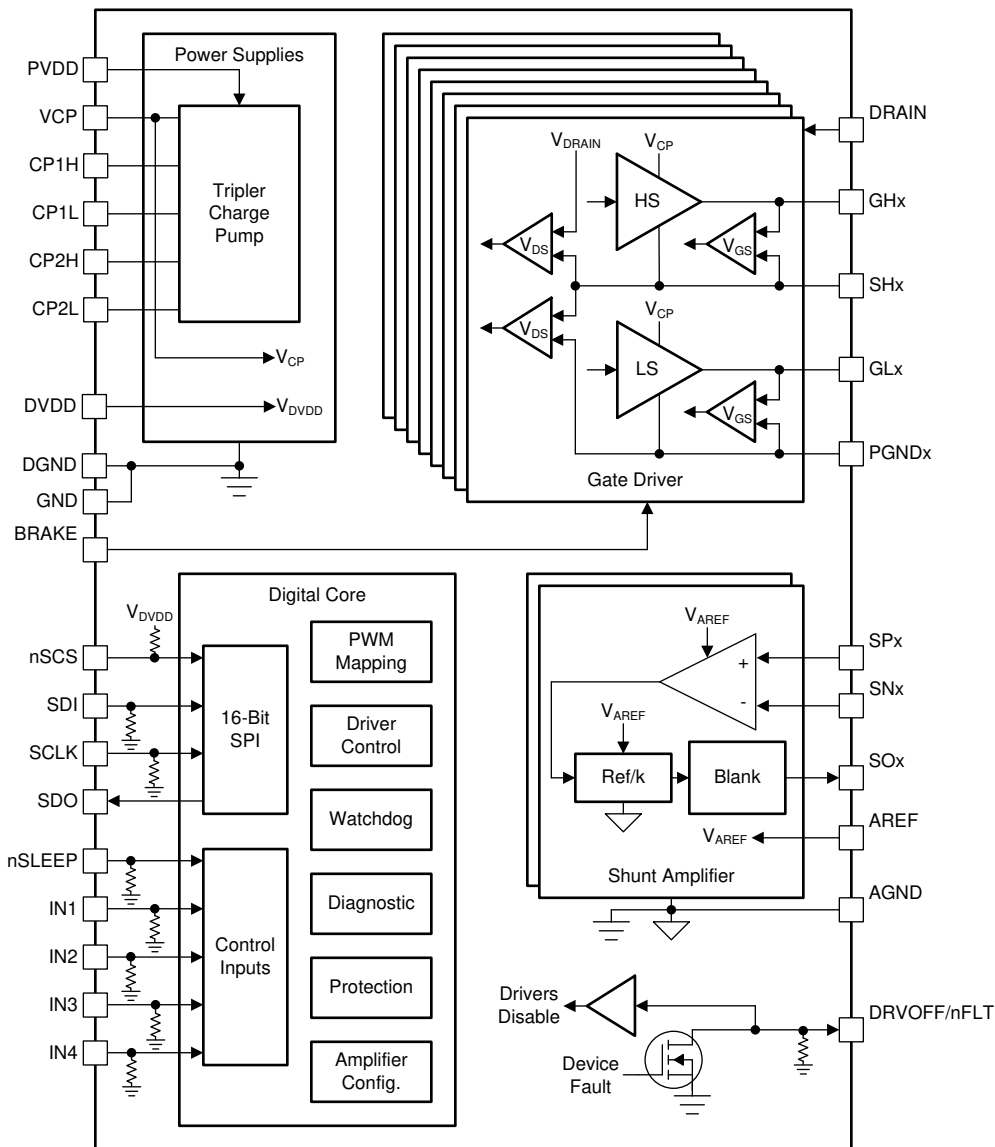 PVDD
VCP
CP1H
CP1L
CP2H
CP2L
DVDD
DGND
GND
BRAKE
Power Supplies
Tripler
Charge
Pump
VCP
VDVDD
VDRAIN
VCP
HS
VDS
VGS
VDS
VCP
LS
VGS
Gate Driver
DRAIN
GHx
SHx
GLx
PGNDx
nSCS
SDI
SCLK
SDO
nSLEEP
IN1
IN2
IN3
IN4
Digital Core
VDVDD
16-Bit
SPI
Control
Inputs
PWM
Mapping
Driver
Control
Watchdog
Diagnostic
Protection
Amplifier
Config.
VAREF
+
-
VAREF
Ref/k
Blank
VAREF
Shunt Amplifier
SPx
SNx
SOx
AREF
AGND
Drivers
Disable
Device
Fault
DRVOFF/nFLT